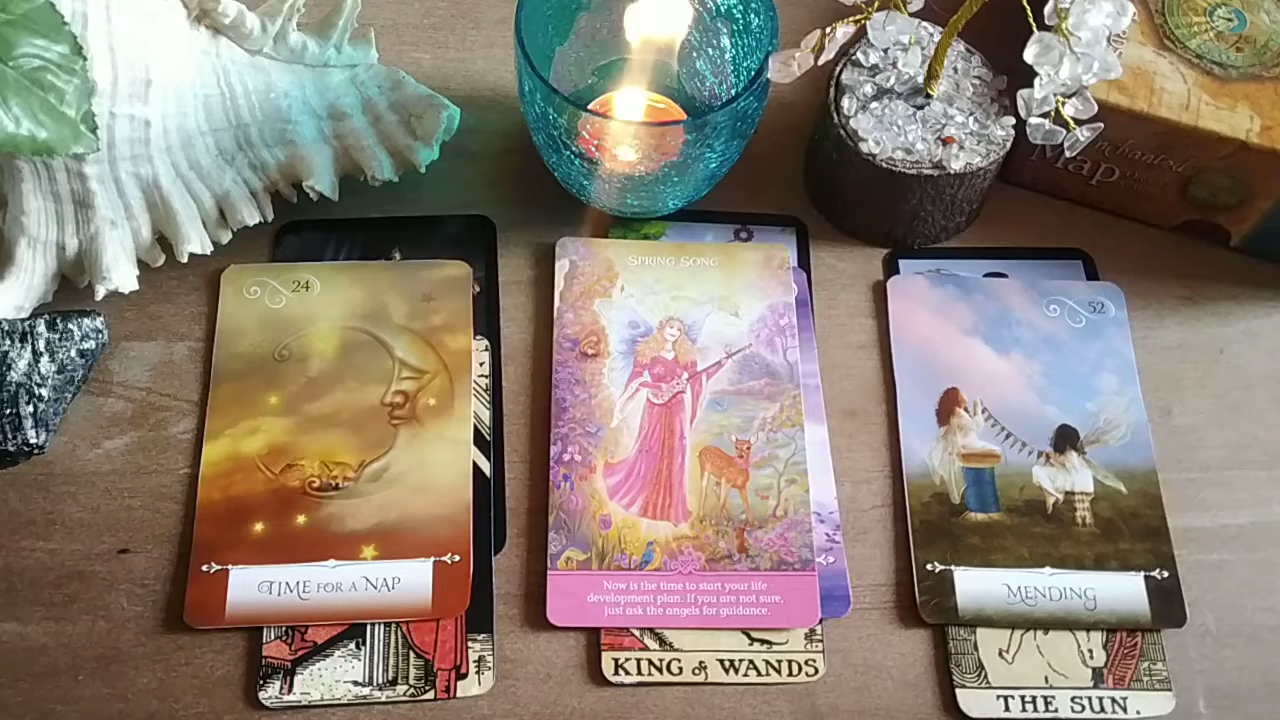 Enchanted
Map
24
TIME FOR A NAP
SPRING SONG
Now is the time to start your life
development plan. If you are not sure,
just ask the angels for guidance.
KING of WANDS
52
MENDING
THE SUN.